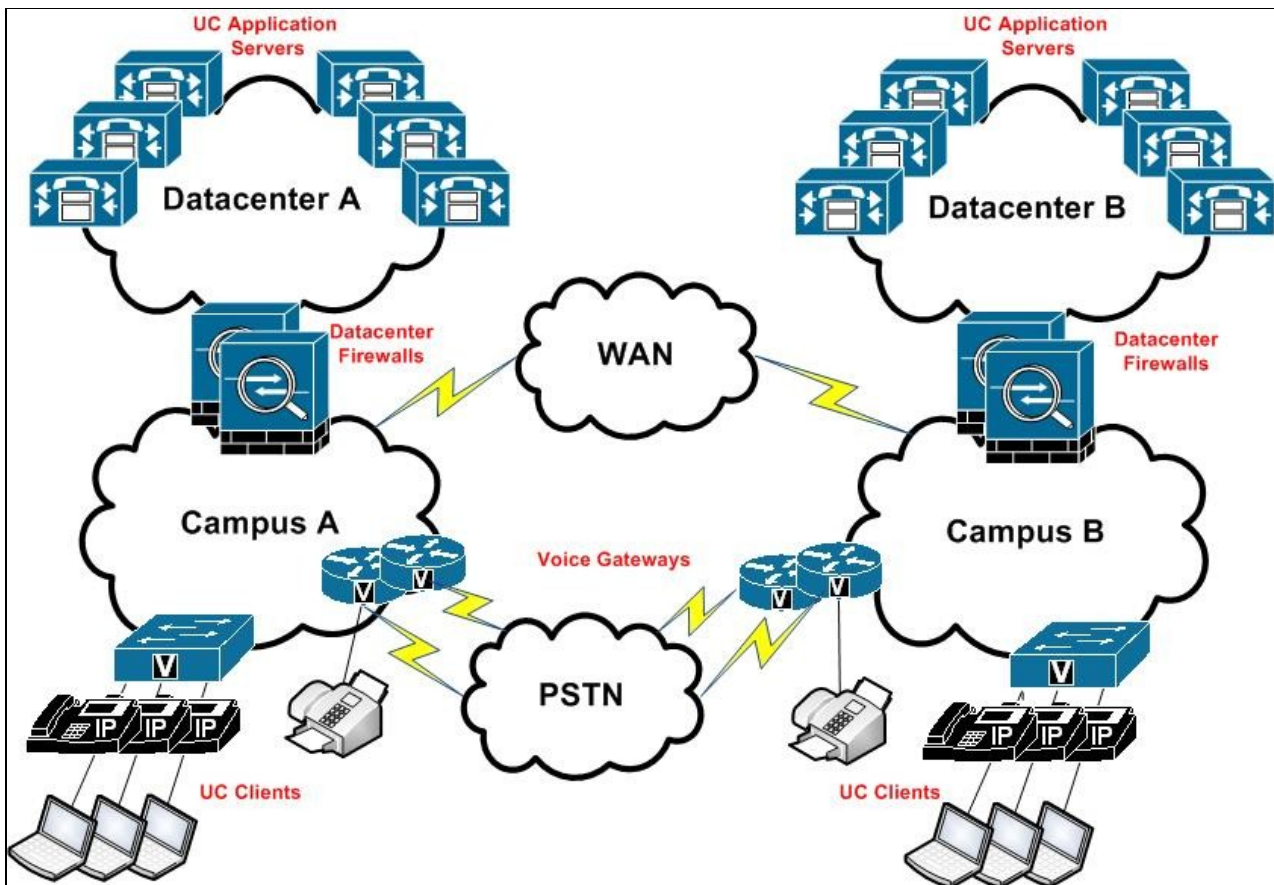 UC Application
Servers
UC Application
Servers
Datacenter A
Datacenter B
Datacenter
Firewalls
WAN
Datacenter
Firewalls
Campus A
Campus B
Voice Gateways
V
V
V
V
PSTN
V
V
IP
IP
IP
IP
IP
IP
UC Clients
UC Clients